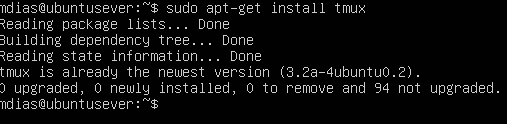 mdias@ubuntusever:~$ sudo apt-get install tmux
Reading package lists... Done
Building dependency tree... Done
Reading state information... Done
tmux is already the newest version (3.2a-4ubuntu0.2).
0 upgraded, 0 newly installed, 0 to remove and 94 not upgraded.
mdias@ubuntusever:~$